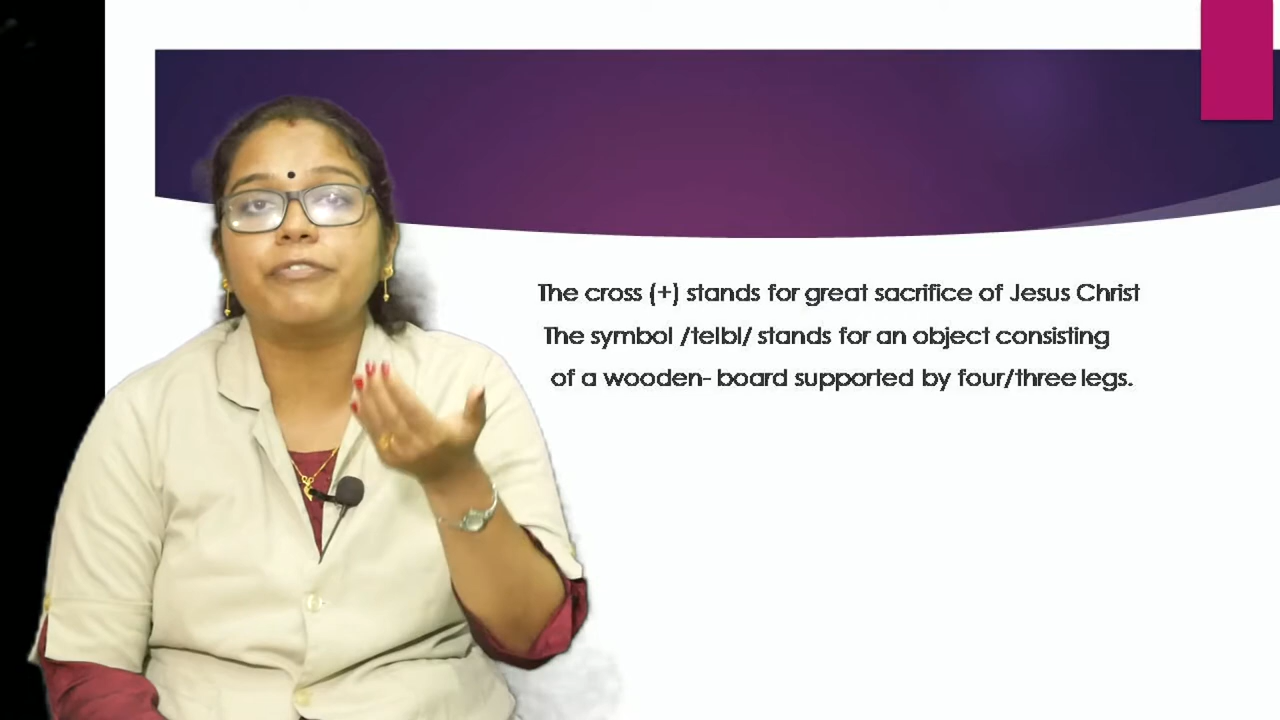 The cross (+) stands for great sacrifice of Jesus Christ
The symbol /telbl/ stands for an object consisting
of a wooden- board supported by four/three legs.